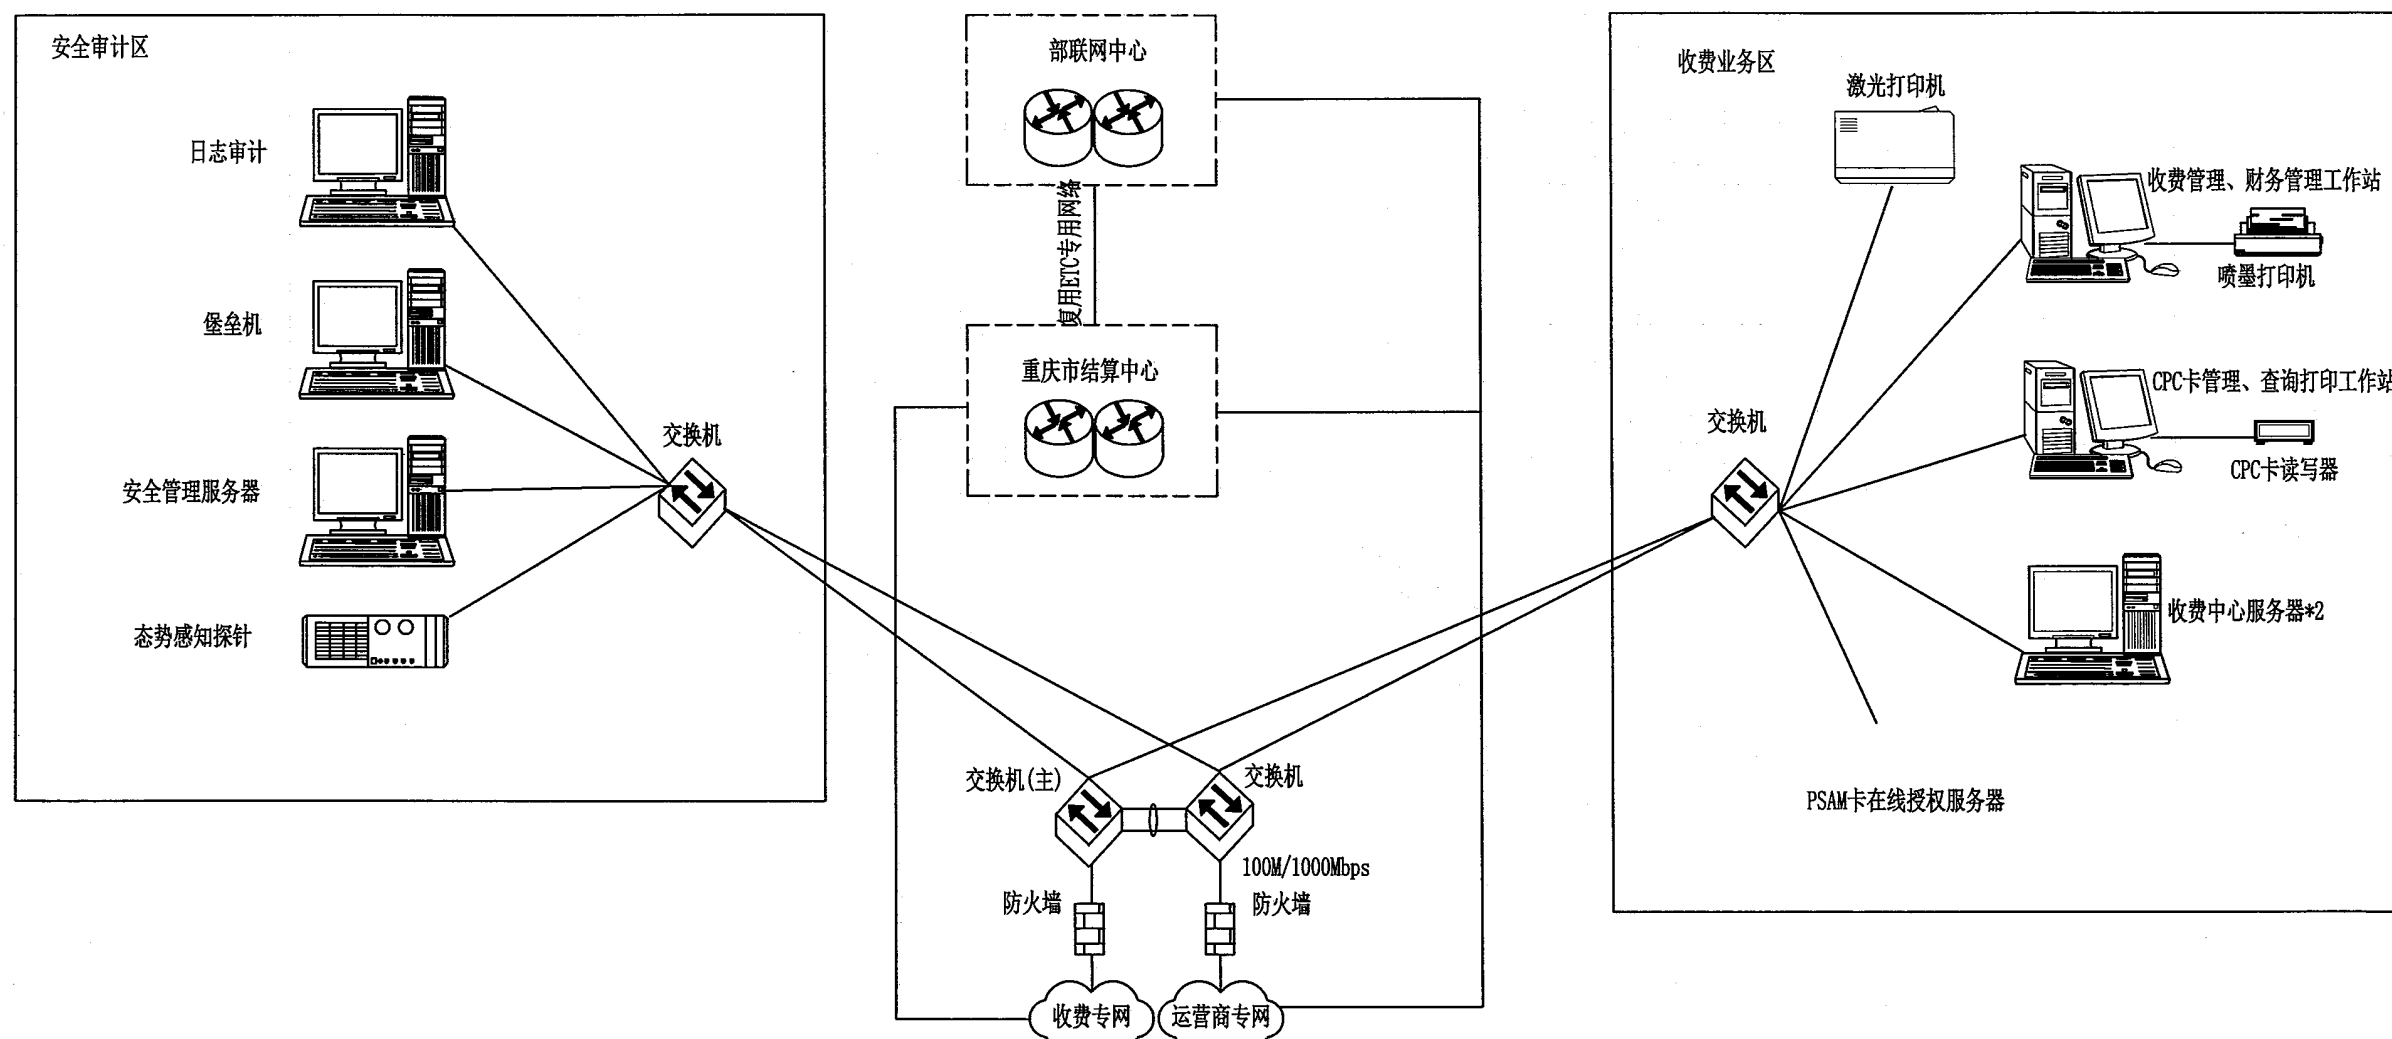 安全审计区
日志审计
堡垒机
安全管理服务器
态势感知探针
交换机
部联网中心
复用ETC专用网络
重庆市结算中心
交换机(主)
交换机
100M/1000Mbps
防火墙
防火墙
收费专网
运营商专网
收费业务区
激光打印机
收费管理、财务管理工作站
喷墨打印机
CPC卡管理、查询打印工作站
CPC卡读写器
交换机
收费中心服务器*2
PSAM卡在线授权服务器